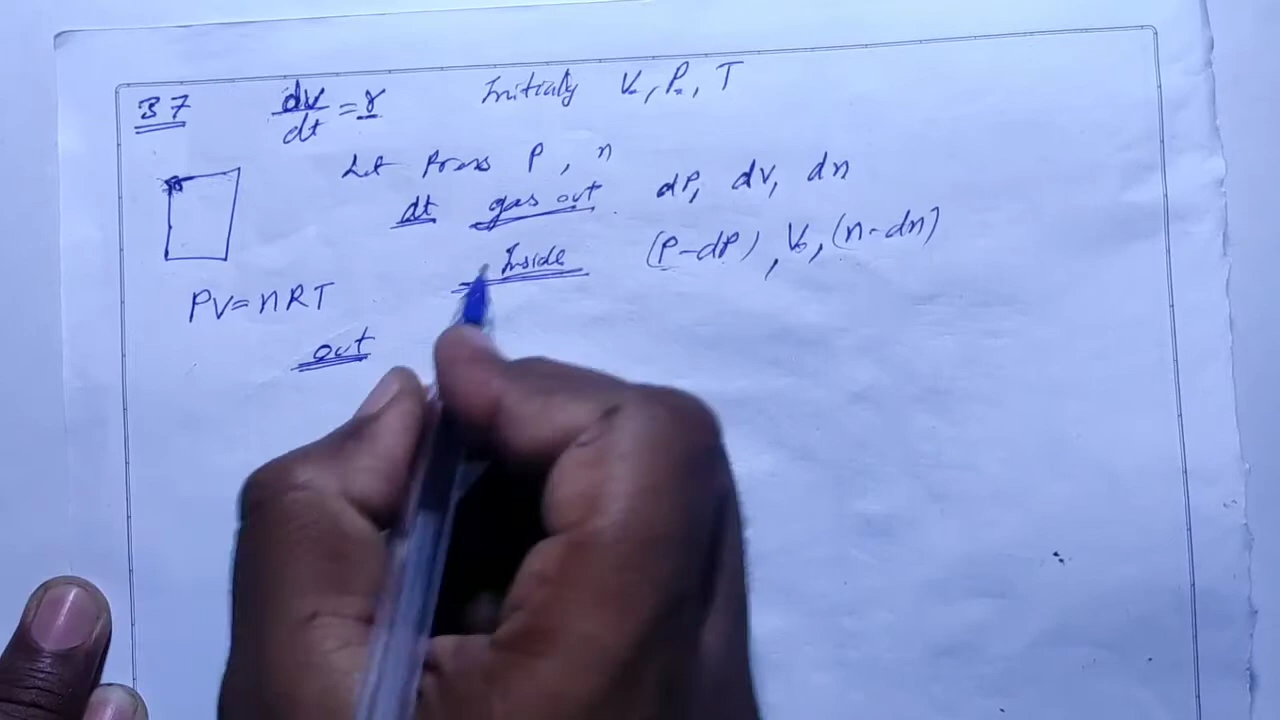 37 dv/dt = r Initialy V₀, P₀, T
Let Press P, n
dt gas out dP, dv, dn
Inside (P-dP), V₀, (n-dn)
PV=nRT
out